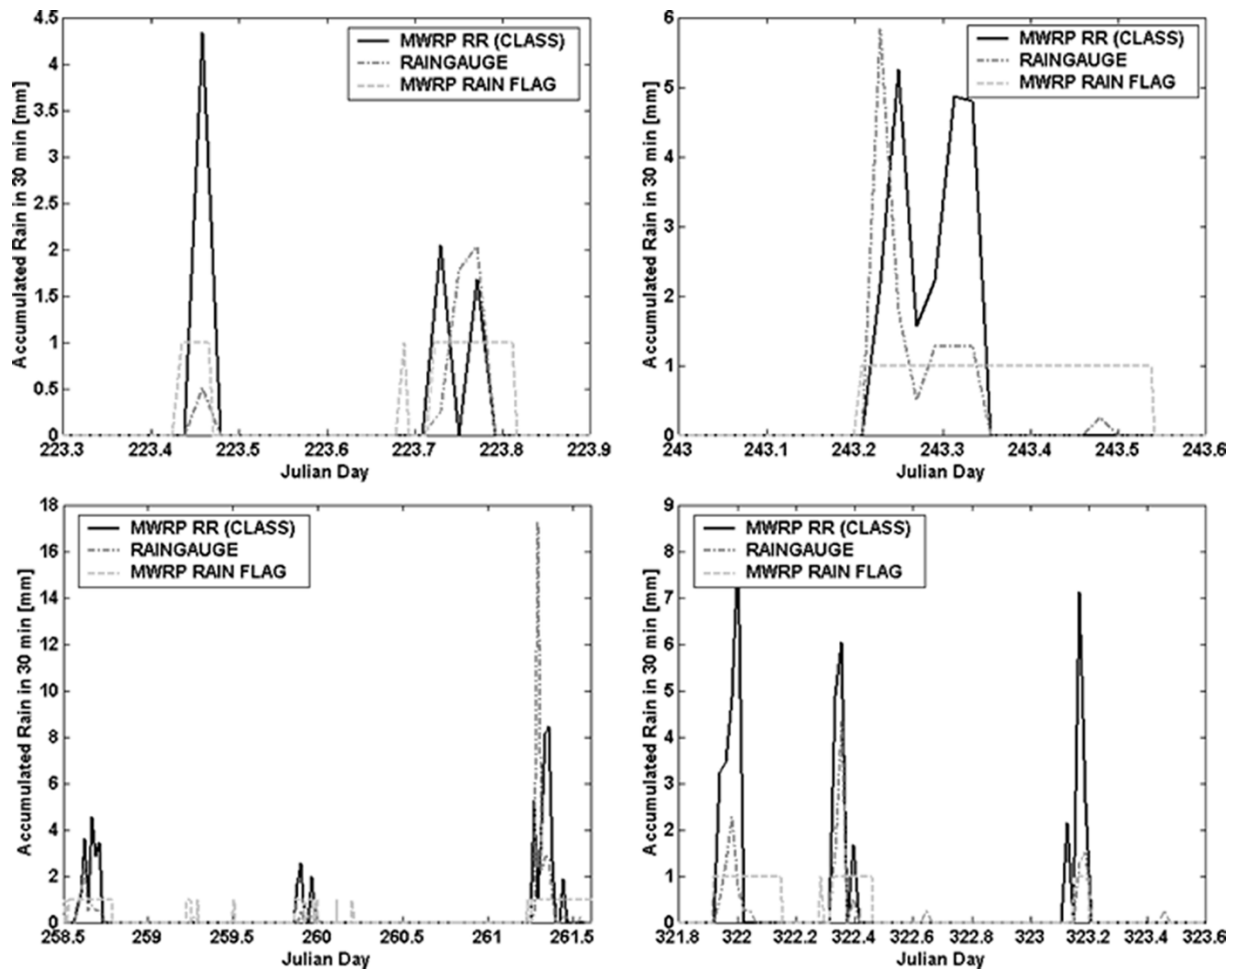 4.5
4
3.5
3
2.5
2
1.5
1
0.5
0
Accumulated Rain in 30 min [mm]
MWRP RR (CLASS)
RAINGAUGE
MWRP RAIN FLAG
223.3 223.4 223.5 223.6 223.7 223.8 223.9
Julian Day
6
5
4
3
2
1
0
Accumulated Rain in 30 min [mm]
MWRP RR (CLASS)
RAINGAUGE
MWRP RAIN FLAG
243 243.1 243.2 243.3 243.4 243.5 243.6
Julian Day
18
16
14
12
10
8
6
4
2
0
Accumulated Rain in 30 min [mm]
MWRP RR (CLASS)
RAINGAUGE
MWRP RAIN FLAG
258.5 259 259.5 260 260.5 261 261.5
Julian Day
9
8
7
6
5
4
3
2
1
0
Accumulated Rain in 30 min [mm]
MWRP RR (CLASS)
RAINGAUGE
MWRP RAIN FLAG
321.8 322 322.2 322.4 322.6 322.8 323 323.2 323.4 323.6
Julian Day